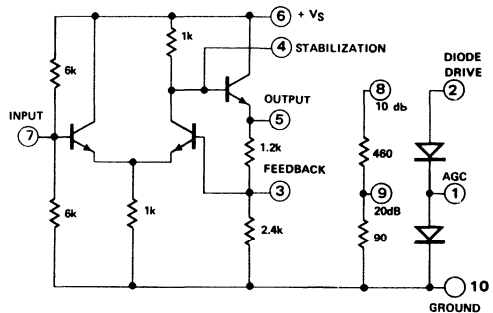 6 + VS
1k
4 STABILIZATION
6k
DIODE
DRIVE
8
10 db
2
INPUT
7
OUTPUT
5
1.2k
460
FEEDBACK
3
9
20dB
AGC
1
6k
1k
2.4k
90
10
GROUND